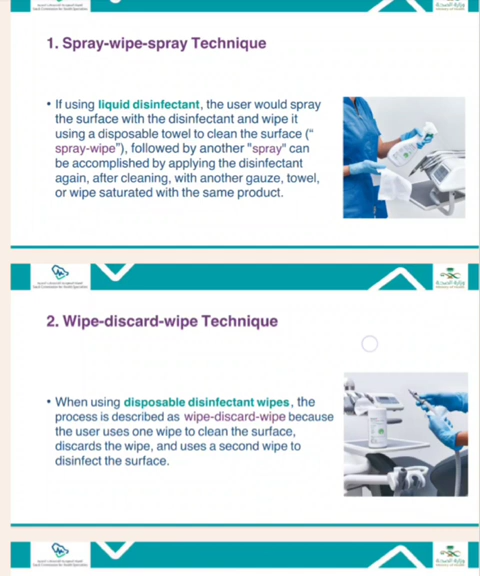 1. Spray-wipe-spray Technique
• If using liquid disinfectant, the user would spray
the surface with the disinfectant and wipe it
using a disposable towel to clean the surface (“
spray-wipe”), followed by another "spray" can
be accomplished by applying the disinfectant
again, after cleaning, with another gauze, towel,
or wipe saturated with the same product.
وزارة الصحة
2. Wipe-discard-wipe Technique
• When using disposable disinfectant wipes, the
process is described as wipe-discard-wipe because
the user uses one wipe to clean the surface,
discards the wipe, and uses a second wipe to
disinfect the surface.
وزارة الصحة